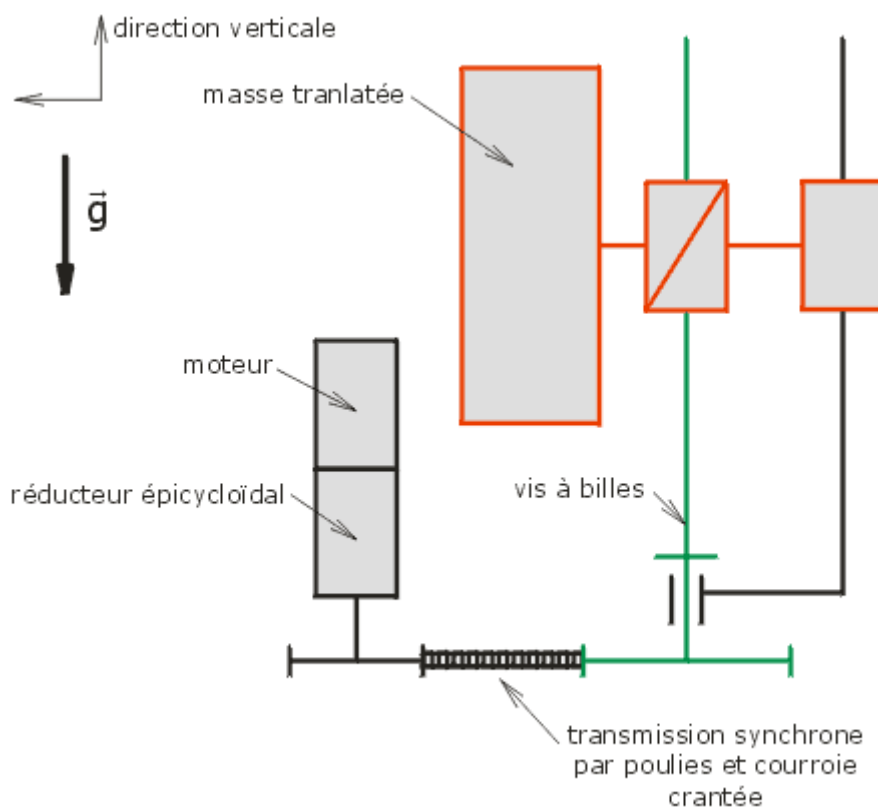 direction verticale
masse tranlatée
g
moteur
réducteur épicycloïdal
vis à billes
transmission synchrone
par poulies et courroie
crantée